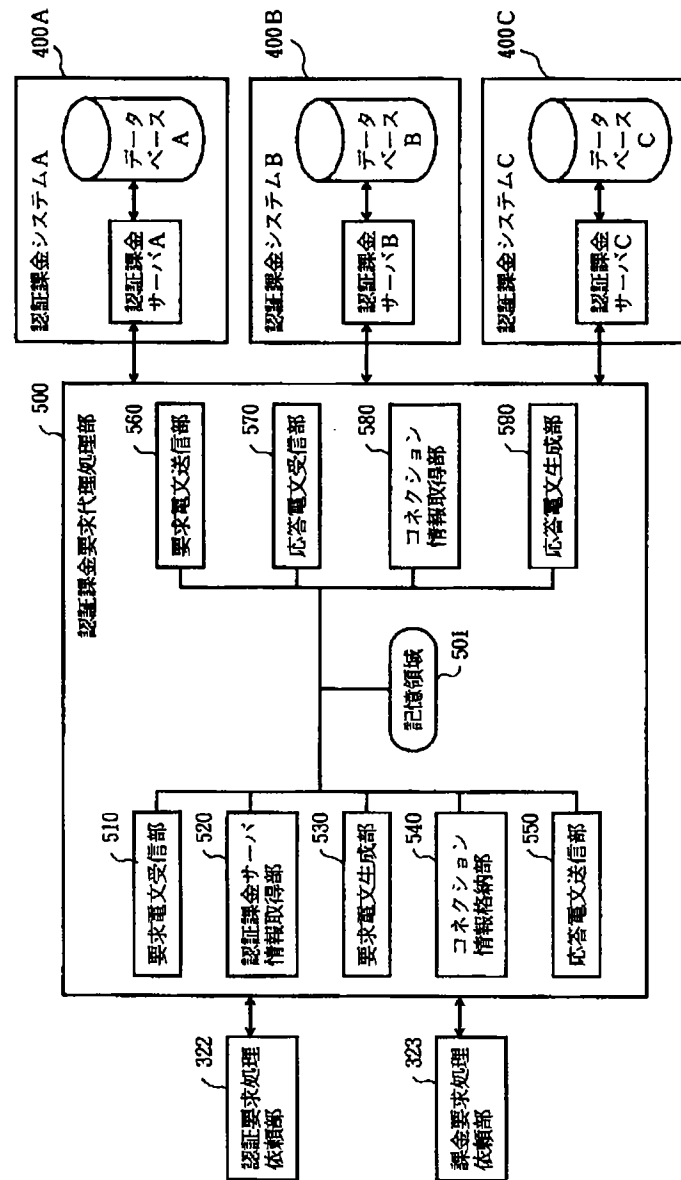 322
認証要求処理
依頼部
323
課金要求処理
依頼部
500
認証課金要求代理処理部
510
要求電文受信部
520
認証課金サーバ
情報取得部
530
要求電文生成部
540
コネクション
情報格納部
550
応答電文送信部
記憶領域
501
560
要求電文送信部
570
応答電文受信部
580
コネクション
情報取得部
590
応答電文生成部
400A
認証課金システムA
認証課金
サーバA
データ
ベース
A
400B
認証課金システムB
認証課金
サーバB
データ
ベース
B
400C
認証課金システムC
認証課金
サーバC
データ
ベース
C